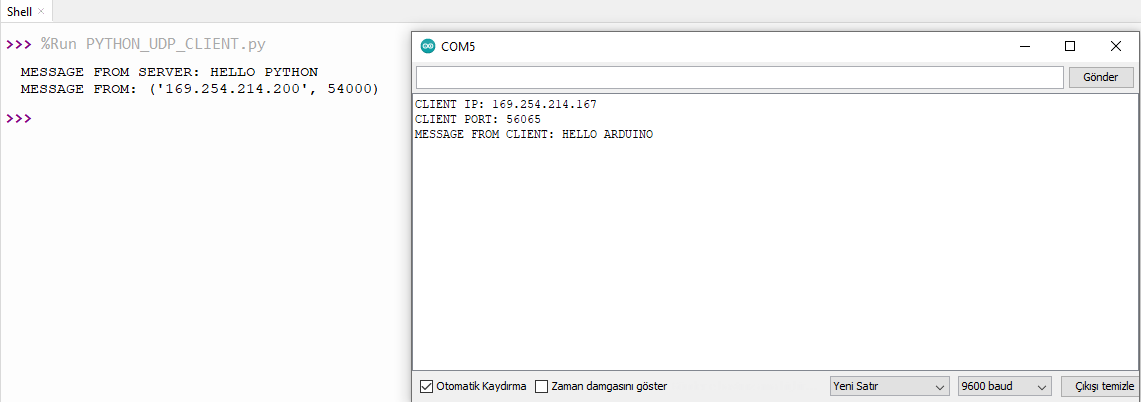 Shell
>>> %Run PYTHON_UDP_CLIENT.py
MESSAGE FROM SERVER: HELLO PYTHON
MESSAGE FROM: ('169.254.214.200', 54000)
>>>
COM5
Gönder
CLIENT IP: 169.254.214.167
CLIENT PORT: 56065
MESSAGE FROM CLIENT: HELLO ARDUINO
Otomatik Kaydırma Zaman damgasını göster Yeni Satır 9600 baud Çıkışı temizle